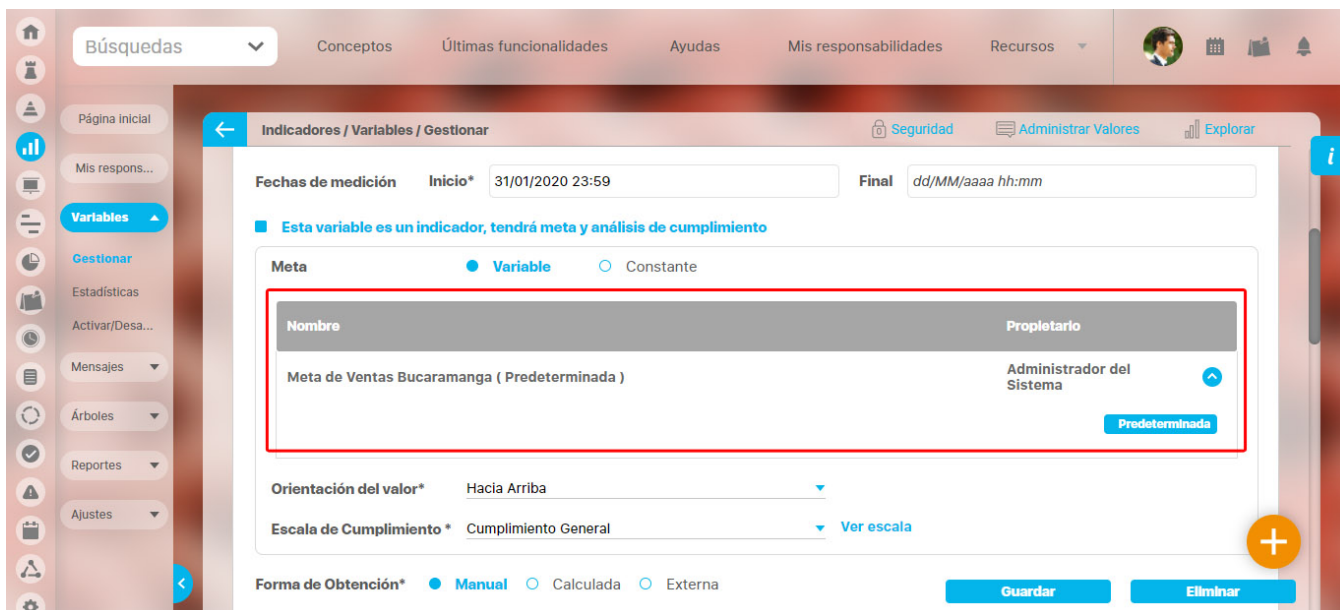 Búsquedas
Conceptos
Últimas funcionalidades
Ayudas
Mis responsabilidades
Recursos
Página inicial
Mis respons...
Variables
Gestionar
Estadísticas
Activar/Desa...
Mensajes
Árboles
Reportes
Ajustes
Indicadores / Variables / Gestionar
Seguridad
Administrar Valores
Explorar
i
Fechas de medición Inicio* 31/01/2020 23:59 Final dd/MM/aaaa hh:mm
Esta variable es un indicador, tendrá meta y análisis de cumplimiento
Meta Variable Constante
Nombre Propietario
Meta de Ventas Bucaramanga ( Predeterminada ) Administrador del
Sistema
Predeterminada
Orientación del valor* Hacia Arriba
Escala de Cumplimiento * Cumplimiento General Ver escala
Forma de Obtención* Manual Calculada Externa
Guardar
Eliminar